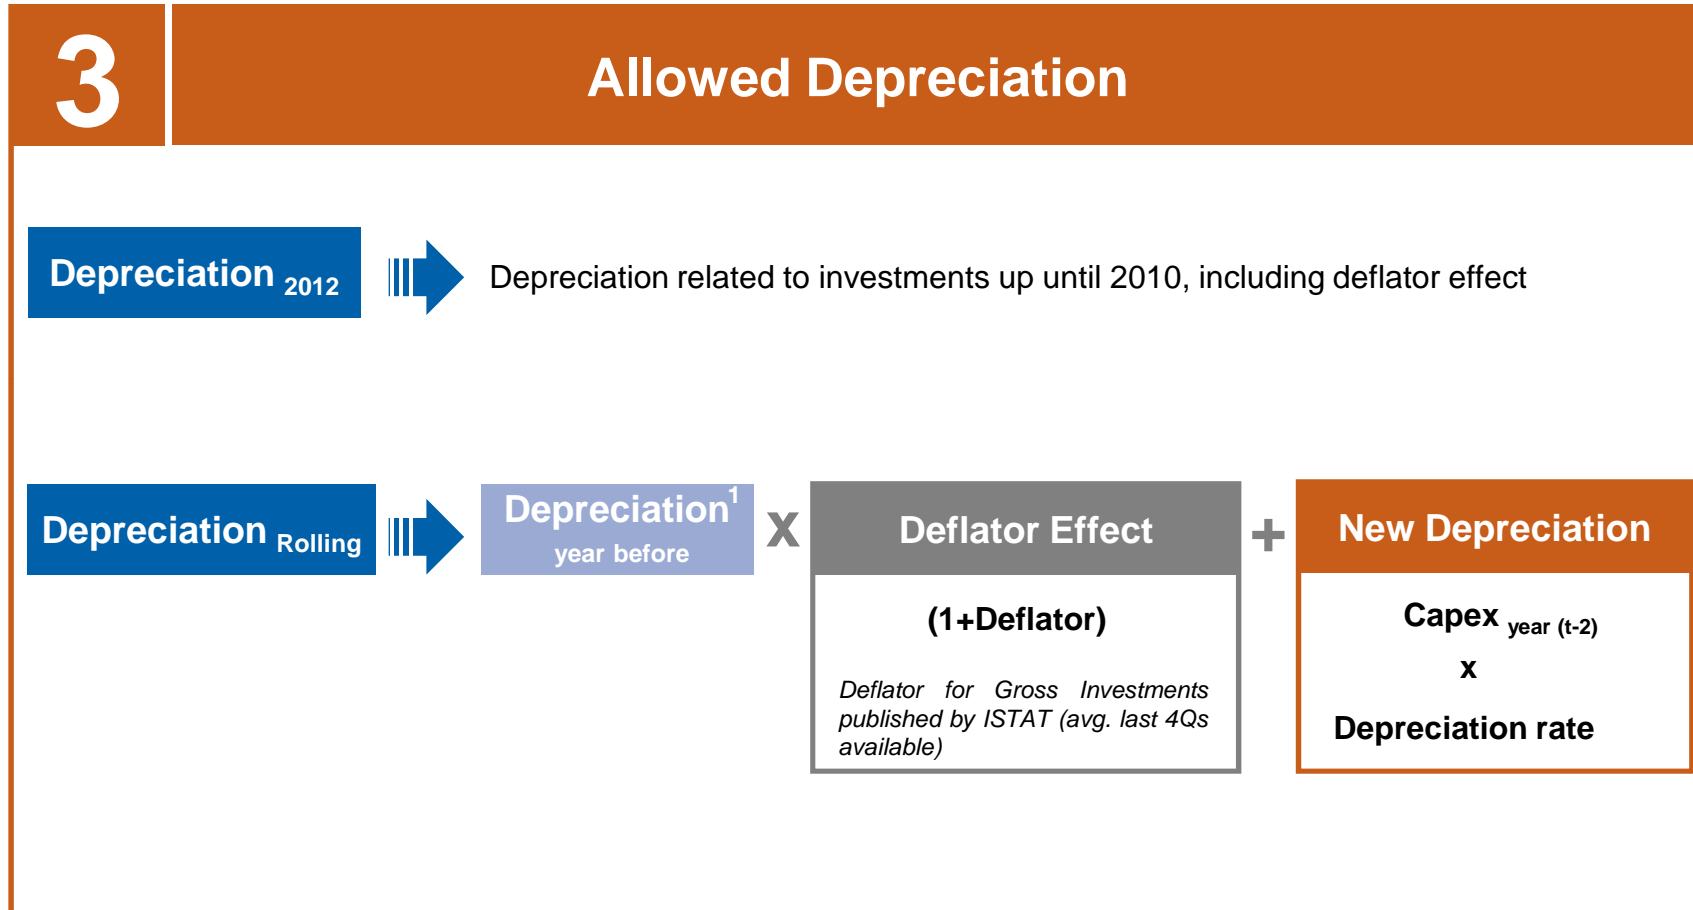 3
Allowed Depreciation
Depreciation 2012
Depreciation related to investments up until 2010, including deflator effect
Depreciation Rolling
Depreciation1
year before
x
Deflator Effect
(1+Deflator)
Deflator for Gross Investments
published by ISTAT (avg. last 4Qs
available)
+
New Depreciation
Capex year (t-2)
x
Depreciation rate